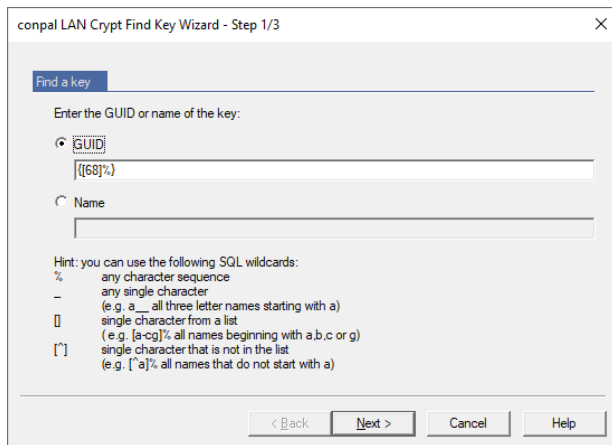 conpal LAN Crypt Find Key Wizard - Step 1/3
Find a key
Enter the GUID or name of the key:
GUID
{[68]%}
Name
Hint: you can use the following SQL wildcards:
% any character sequence
_ any single character
(e.g. a__ all three letter names starting with a)
[] single character from a list
( e.g. [a-cg]% all names beginning with a,b,c or g)
[^] single character that is not in the list
(e.g. [^a]% all names that do not start with a)
< Back Next > Cancel Help